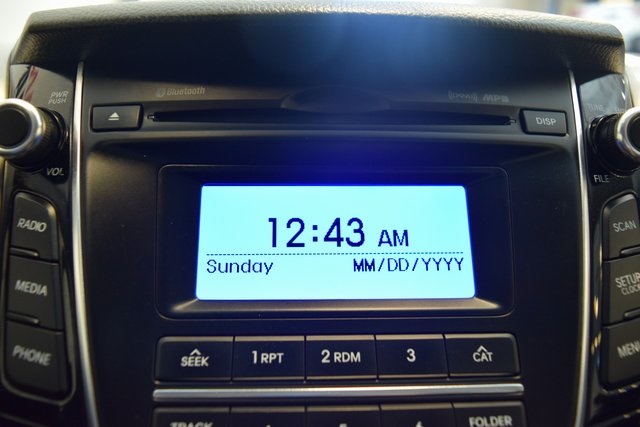 Bluetooth
MP3
PWR
PUSH
DISP
TUNE
VOL
FILE
12:43 AM
Sunday MM/DD/YYYY
RADIO
MEDIA
PHONE
SCAN
SETUP
CLOCK
MENU
SEEK 1 RPT 2 RDM 3 CAT
TRACK FOLDER